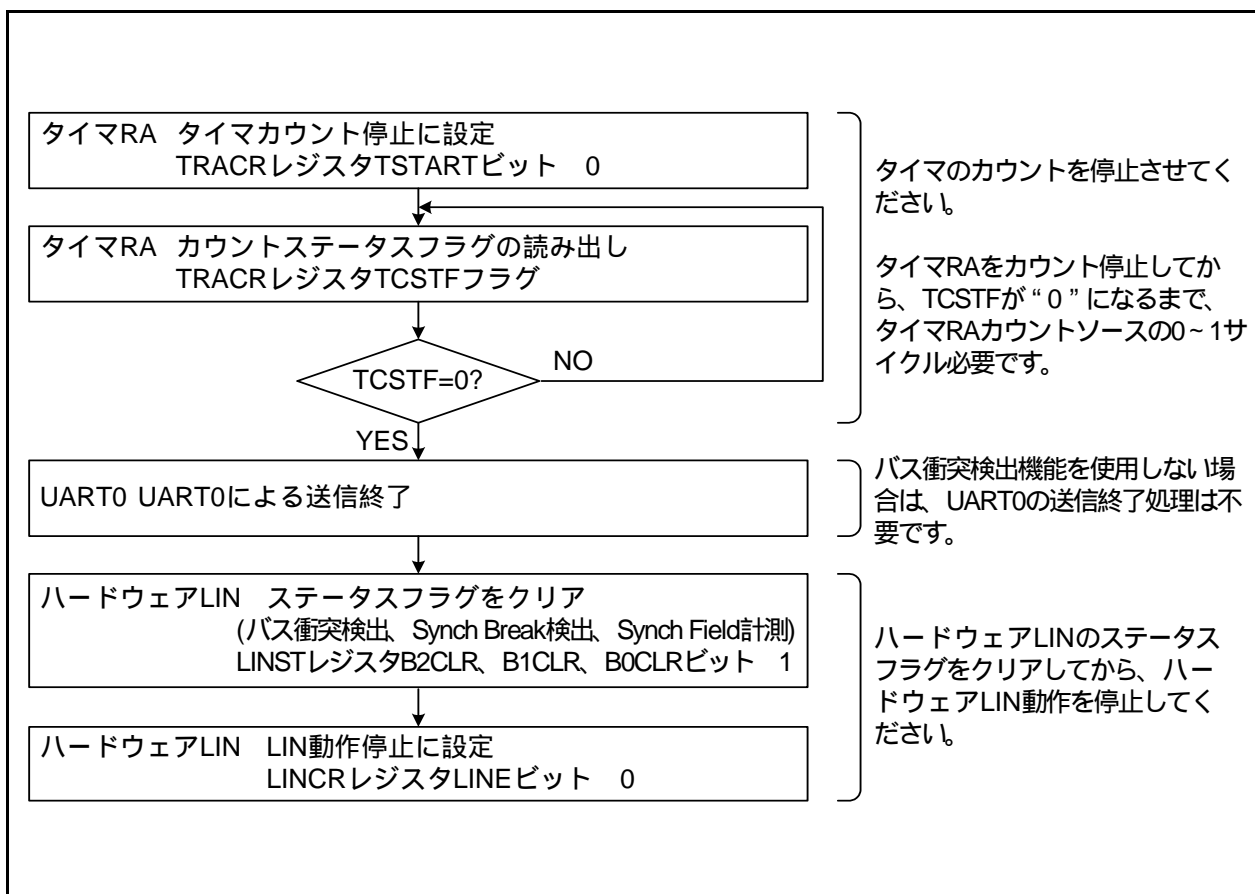 タイマRA タイマカウント停止に設定
TRACRレジスタTSTARTビット 0
タイマRA カウントステータスフラグの読み出し
TRACRレジスタTCSTFフラグ
TCSTF=0?
NO
YES
タイマのカウントを停止させてく
ださい。
タイマRAをカウント停止してか
ら、TCSTFが“0”になるまで、
タイマRAカウントソースの0~1サ
イクル必要です。
UART0 UART0による送信終了
バス衝突検出機能を使用しない場
合は、UART0の送信終了処理は不
要です。
ハードウェアLIN ステータスフラグをクリア
(バス衝突検出、Synch Break検出、Synch Field計測)
LINSTレジスタB2CLR、B1CLR、B0CLRビット 1
ハードウェアLIN LIN動作停止に設定
LINCRレジスタLINEビット 0
ハードウェアLINのステータス
フラグをクリアしてから、ハー
ドウェアLIN動作を停止してく
ださい。